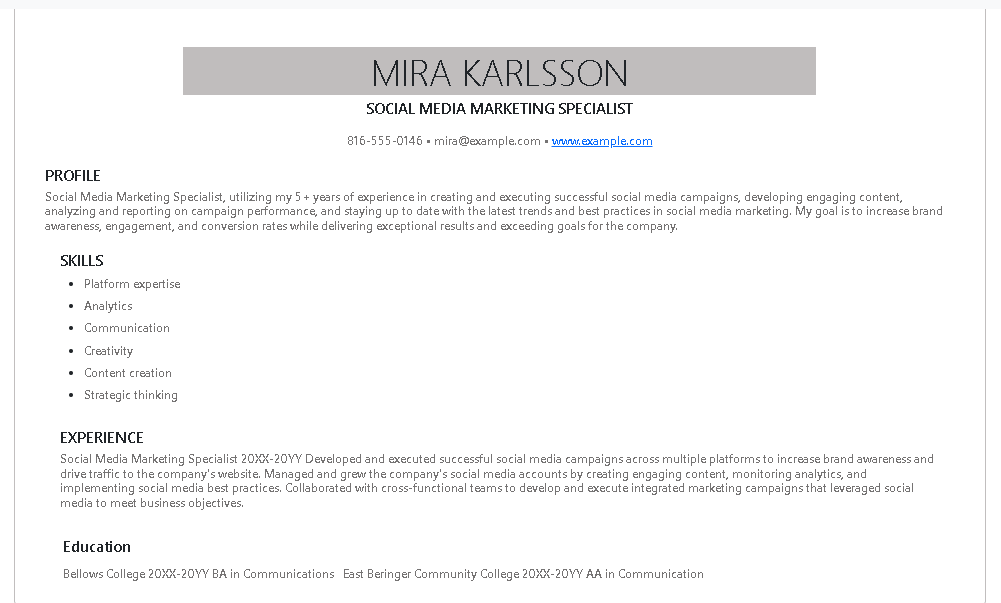 MIRA KARLSSON
SOCIAL MEDIA MARKETING SPECIALIST
816-555-0146 • mira@example.com • www.example.com
PROFILE
Social Media Marketing Specialist, utilizing my 5+ years of experience in creating and executing successful social media campaigns, developing engaging content,
analyzing and reporting on campaign performance, and staying up to date with the latest trends and best practices in social media marketing. My goal is to increase brand
awareness, engagement, and conversion rates while delivering exceptional results and exceeding goals for the company.
SKILLS
• Platform expertise
• Analytics
• Communication
• Creativity
• Content creation
• Strategic thinking
EXPERIENCE
Social Media Marketing Specialist 20XX-20YY Developed and executed successful social media campaigns across multiple platforms to increase brand awareness and
drive traffic to the company's website. Managed and grew the company's social media accounts by creating engaging content, monitoring analytics, and
implementing social media best practices. Collaborated with cross-functional teams to develop and execute integrated marketing campaigns that leveraged social
media to meet business objectives.
Education
Bellows College 20XX-20YY BA in Communications East Beringer Community College 20XX-20YY AA in Communication